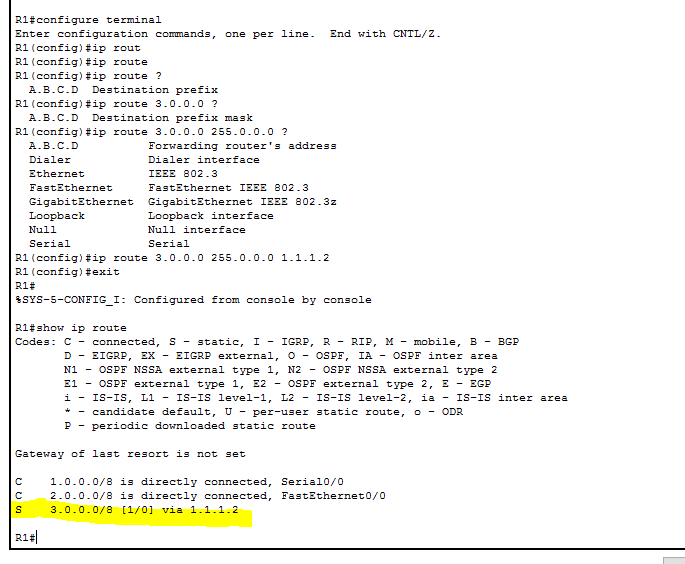 R1#configure terminal
Enter configuration commands, one per line.  End with CNTL/Z.
R1(config)#ip rout
R1(config)#ip route
R1(config)#ip route ?
  A.B.C.D  Destination prefix
R1(config)#ip route 3.0.0.0 ?
  A.B.C.D  Destination prefix mask
R1(config)#ip route 3.0.0.0 255.0.0.0 ?
  A.B.C.D          Forwarding router's address
  Dialer           Dialer interface
  Ethernet         IEEE 802.3
  FastEthernet     FastEthernet IEEE 802.3
  GigabitEthernet  GigabitEthernet IEEE 802.3z
  Loopback         Loopback interface
  Null             Null interface
  Serial           Serial
R1(config)#ip route 3.0.0.0 255.0.0.0 1.1.1.2
R1(config)#exit
R1#
%SYS-5-CONFIG_I: Configured from console by console
R1#show ip route
Codes: C - connected, S - static, I - IGRP, R - RIP, M - mobile, B - BGP
       D - EIGRP, EX - EIGRP external, O - OSPF, IA - OSPF inter area
       N1 - OSPF NSSA external type 1, N2 - OSPF NSSA external type 2
       E1 - OSPF external type 1, E2 - OSPF external type 2, E - EGP
       i - IS-IS, L1 - IS-IS level-1, L2 - IS-IS level-2, ia - IS-IS inter area
       * - candidate default, U - per-user static route, o - ODR
       P - periodic downloaded static route
Gateway of last resort is not set
C    1.0.0.0/8 is directly connected, Serial0/0
C    2.0.0.0/8 is directly connected, FastEthernet0/0
S    3.0.0.0/8 [1/0] via 1.1.1.2
R1#